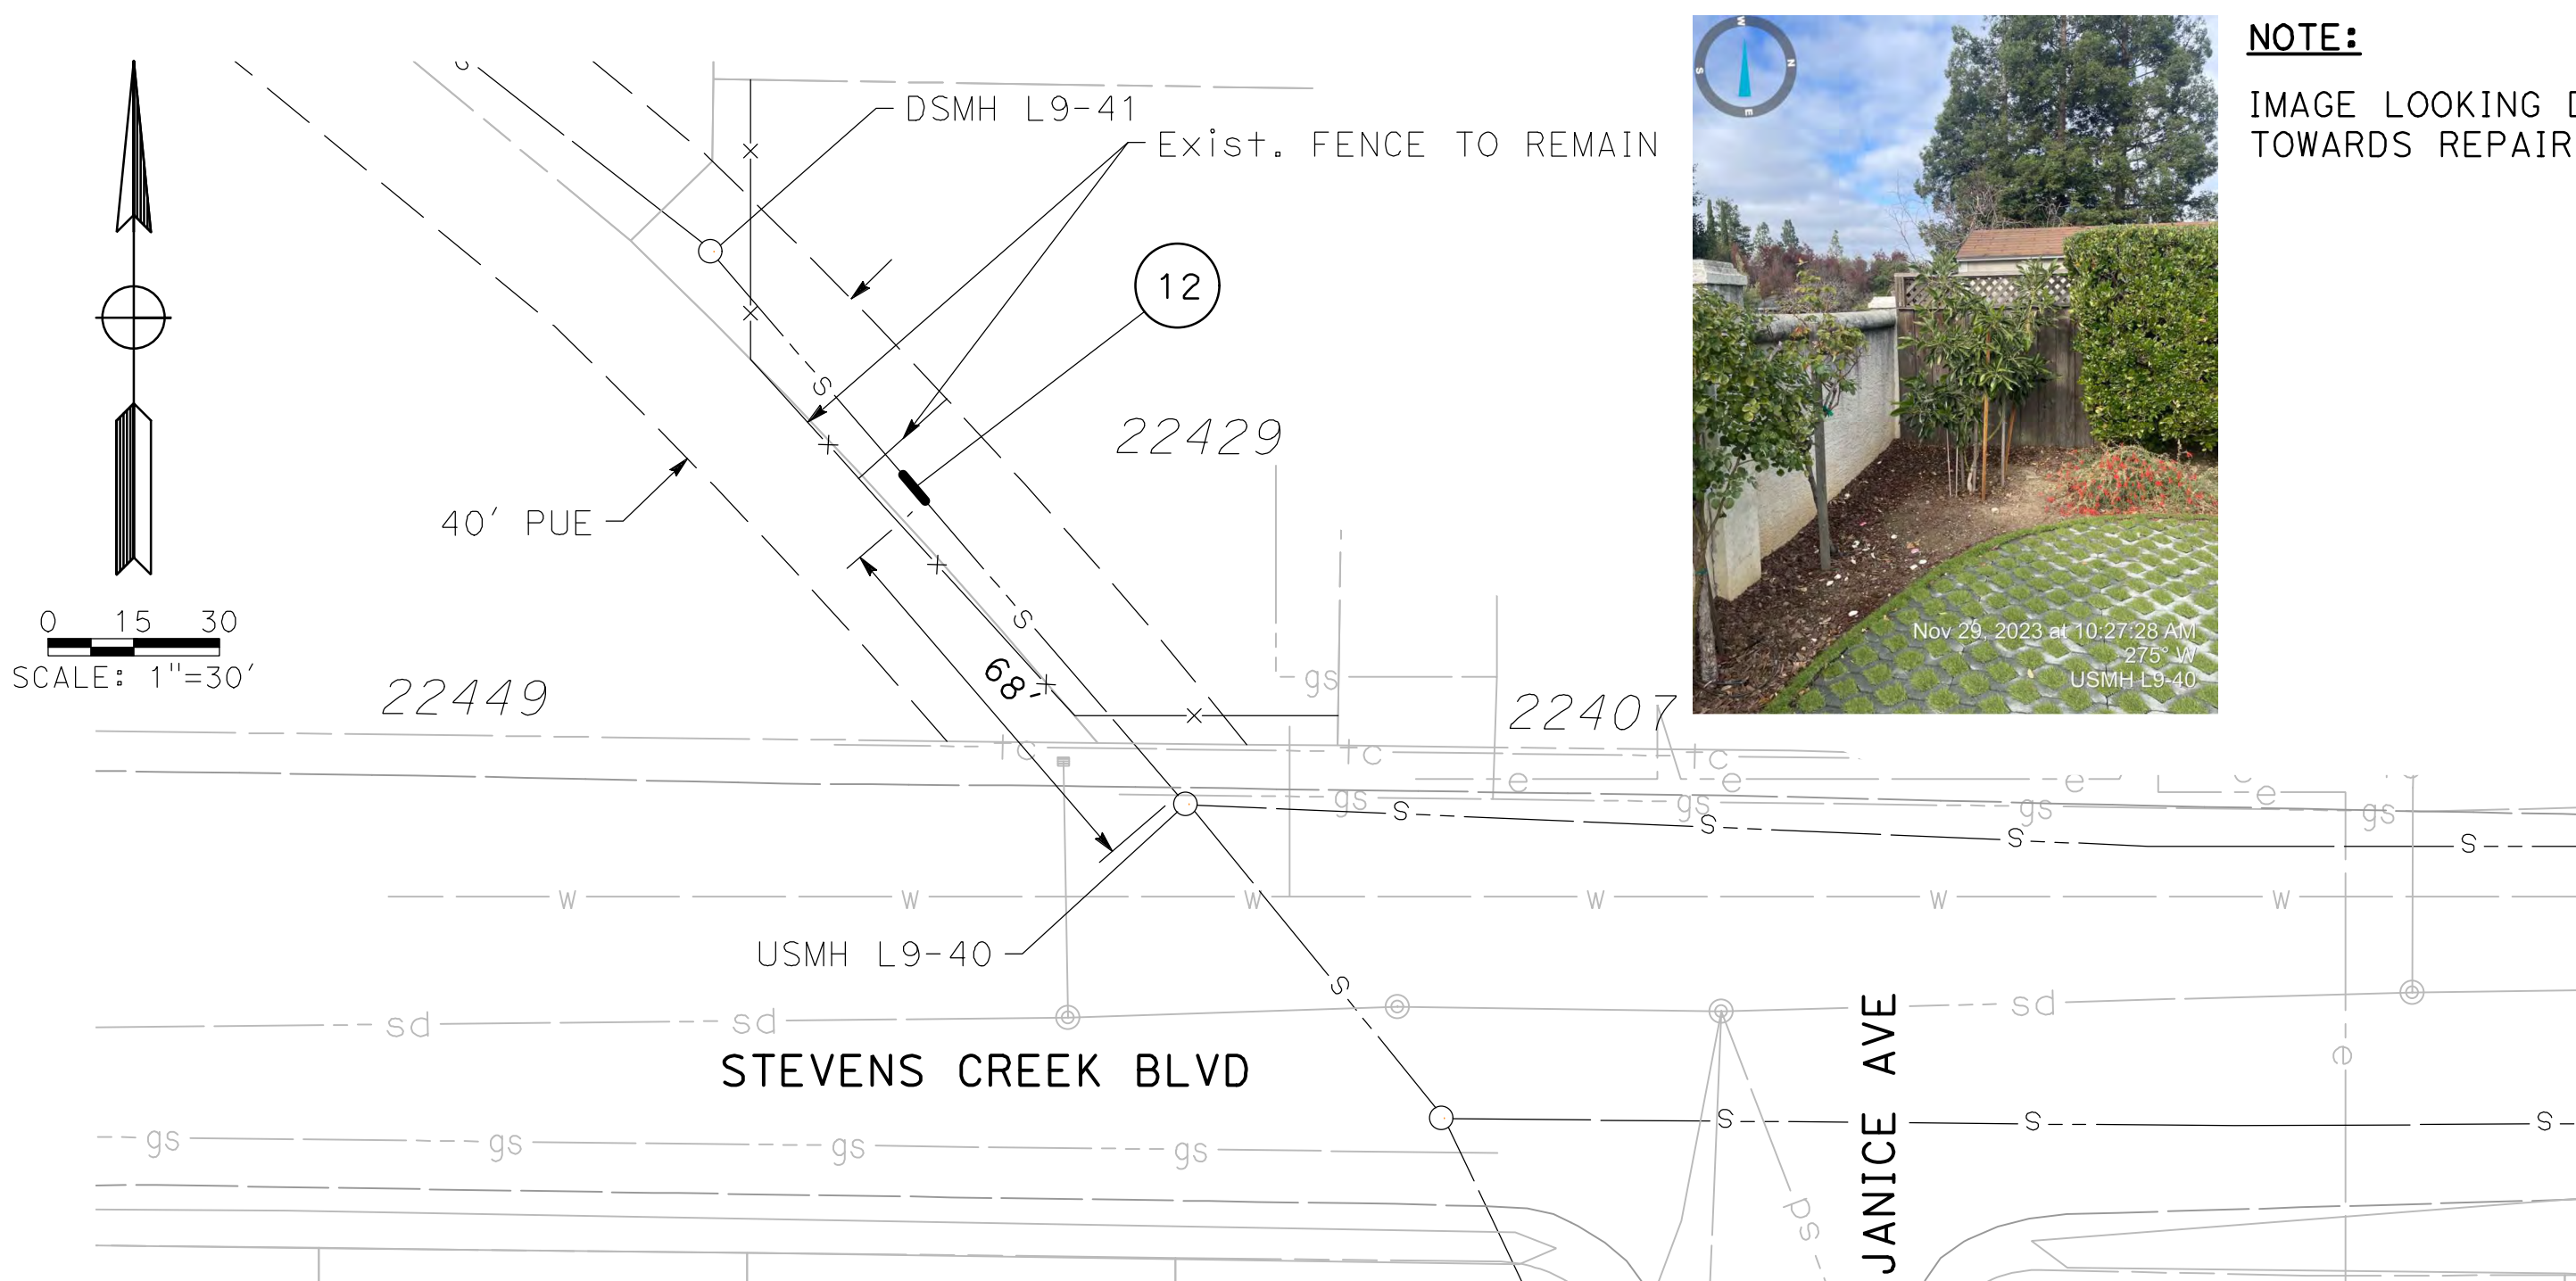 NOTE:
IMAGE LOOKING
TOWARDS REPAIR
DSMH L9-41
Exist. FENCE TO REMAIN
12
22429
40' PUE
0 15 30
SCALE: 1"=30'
22449
68'
22407
W
N
S
E
Nov 29, 2023 at 10:27:28 AM
275° W
USMH L9-40
S
S
gs
tc
tc
tc
e
e
e
e
gs
gs
gs
gs
S
S
S
S
w
w
w
w
w
w
USMH L9-40
S
sd
sd
sd
e
STEVENS CREEK BLVD
JANICE AVE
S
S
S
gs
gs
gs
gs
sd